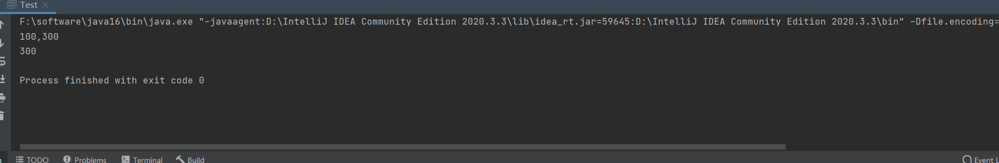 Test
F:\software\java16\bin\java.exe "-javaagent:D:\IntelliJ IDEA Community Edition 2020.3.3\lib\idea_rt.jar=59645:D:\IntelliJ IDEA Community Edition 2020.3.3\bin" -Dfile.encoding=
100,300
300
Process finished with exit code 0
TODO Problems Terminal Build Event L